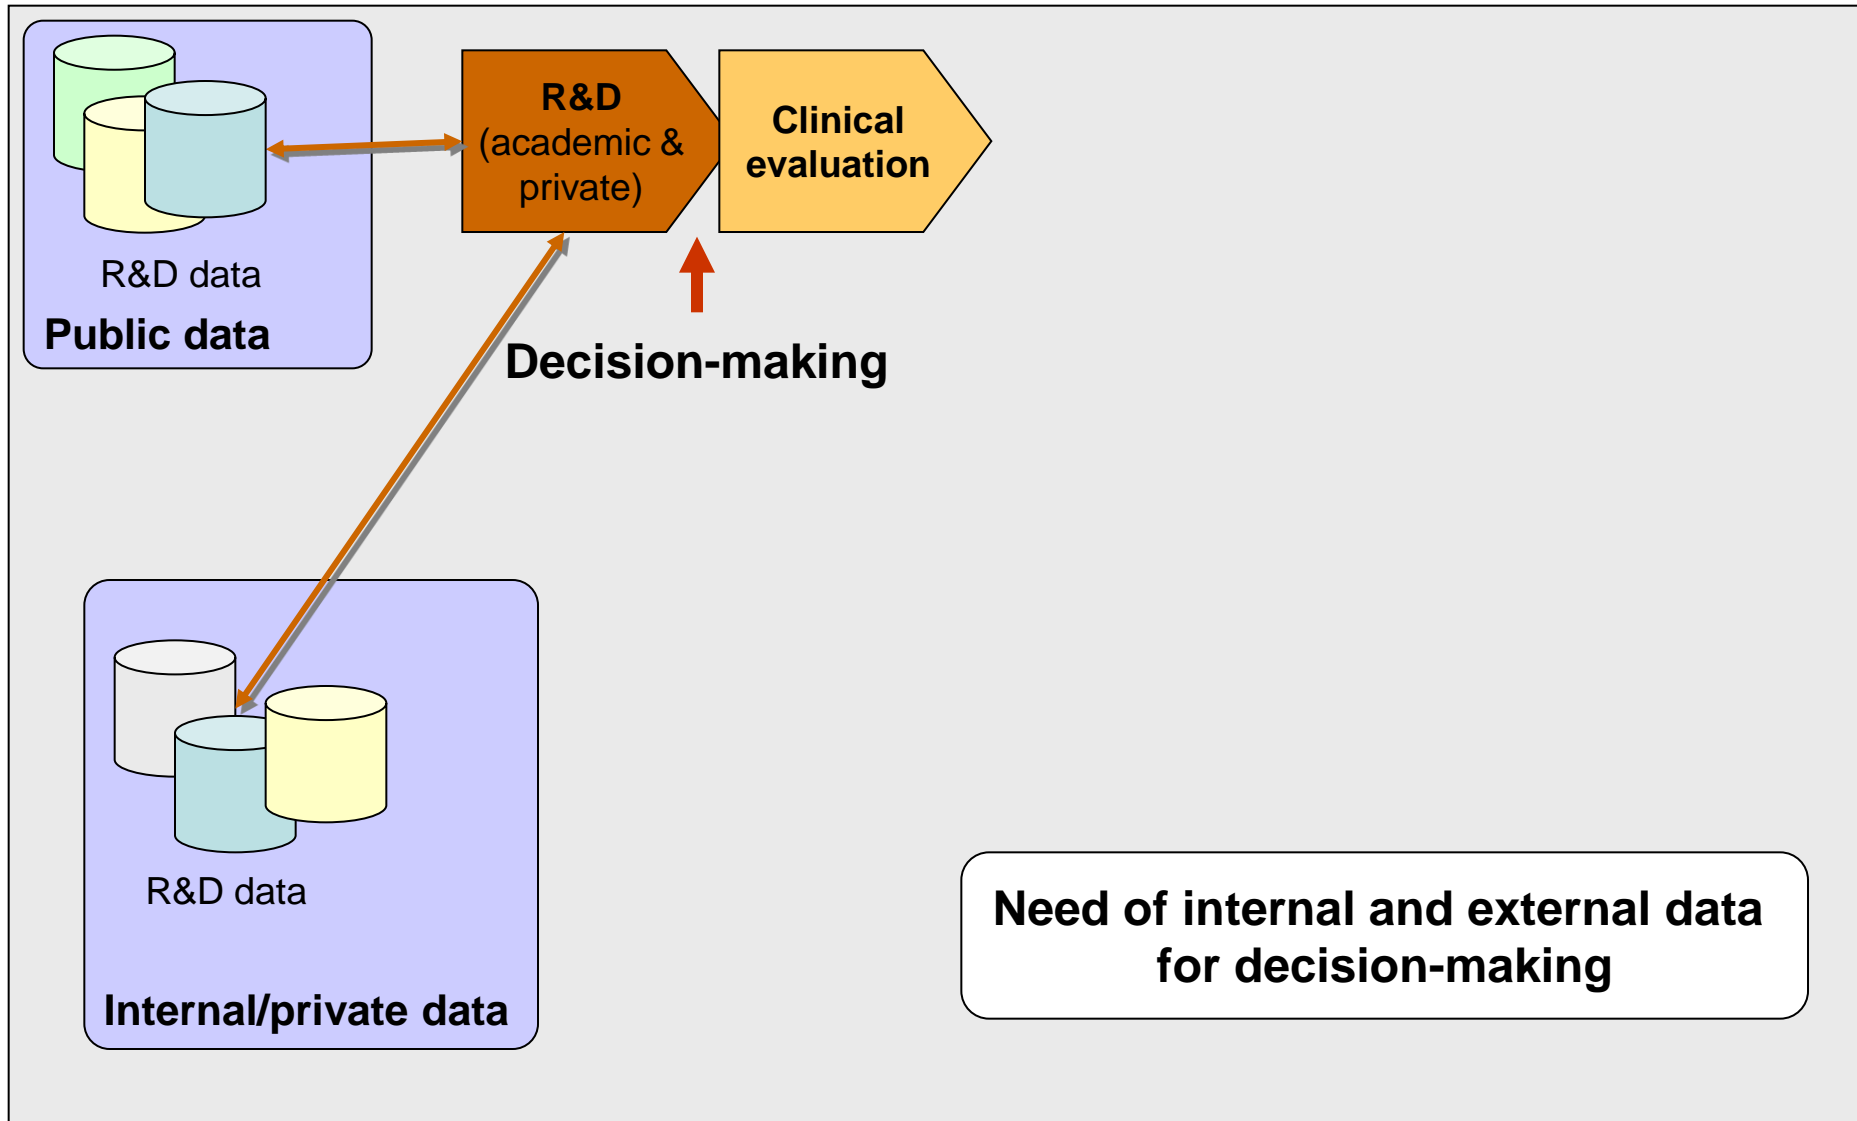 R&D
(academic &
private)
Clinical
evaluation
R&D data
Public data
Decision-making
R&D data
Internal/private data
Need of internal and external data
for decision-making